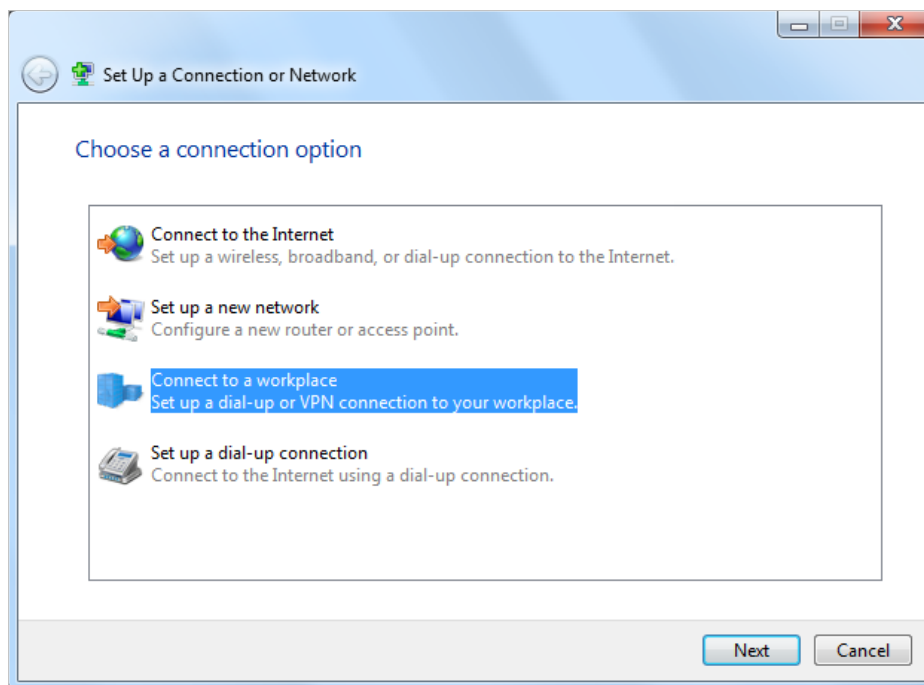 Set Up a Connection or Network
Choose a connection option
Connect to the Internet
Set up a wireless, broadband, or dial-up connection to the Internet.
Set up a new network
Configure a new router or access point.
Connect to a workplace
Set up a dial-up or VPN connection to your workplace.
Set up a dial-up connection
Connect to the Internet using a dial-up connection.
Next Cancel